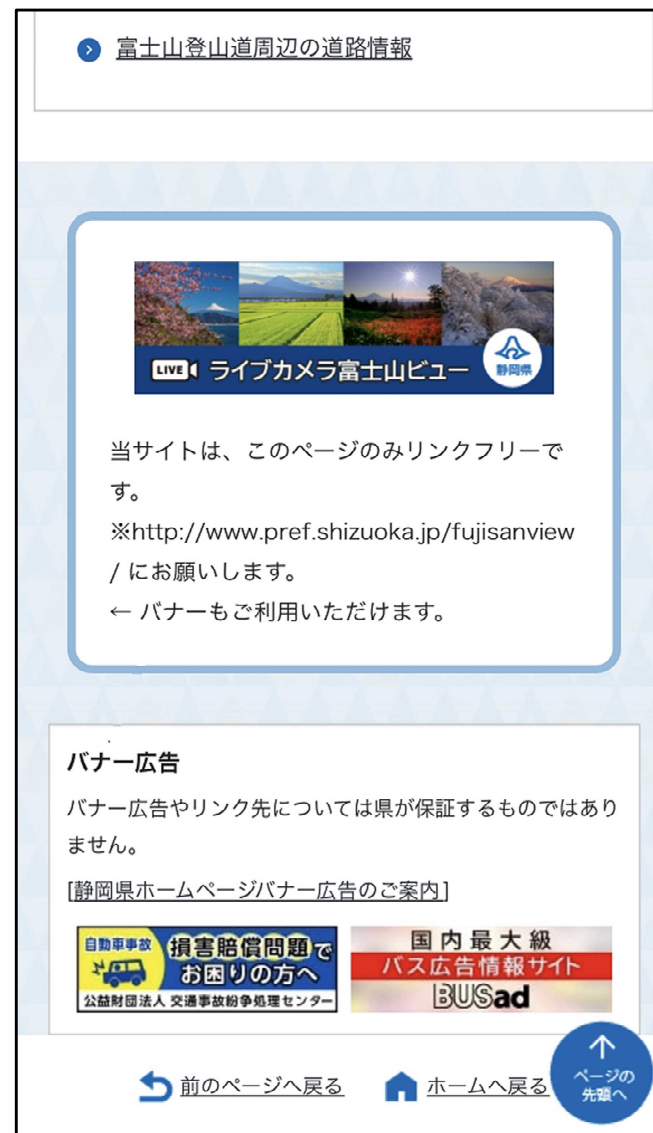 富士山登山道周辺の道路情報
LIVE ライブカメラ富士山ビュー 静岡県
当サイトは、このページのみリンクフリーで
す。
※http://www.pref.shizuoka.jp/fujisanview
/ にお願いします。
← バナーもご利用いただけます。
バナー広告
バナー広告やリンク先については県が保証するものではあり
ません。
[静岡県ホームページバナー広告のご案内]
自動車事故 損害賠償問題で
お困りの方へ
公益財団法人 交通事故紛争処理センター
国内最大級
バス広告情報サイト
BUSad
前のページへ戻る ホームへ戻る
↑
ページの
先頭へ